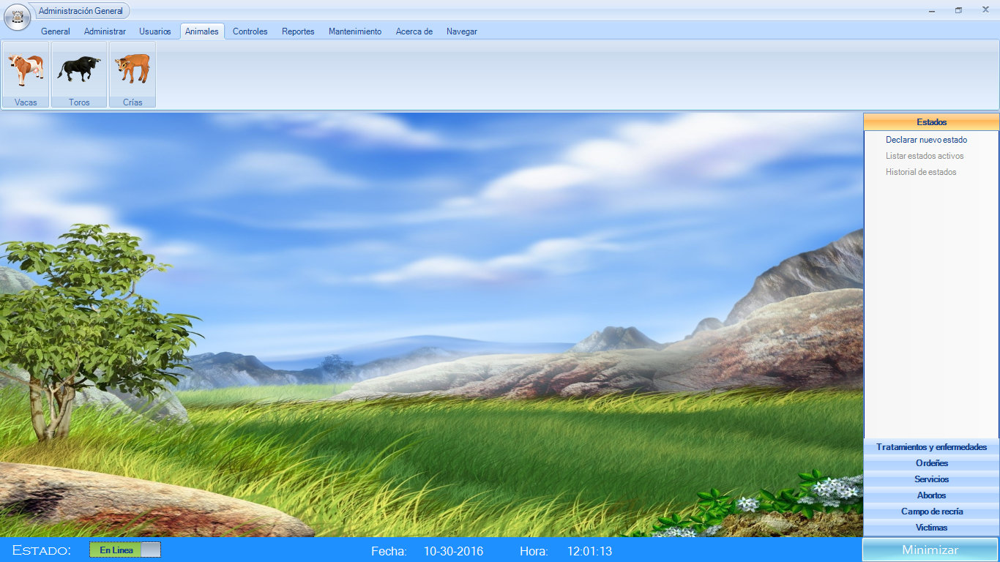 Administración General
General Administrar Usuarios Animales Controles Reportes Mantenimiento Acerca de Navegar
Vacas Toros Crías
Estados
Declarar nuevo estado
Listar estados activos
Historial de estados
Tratamientos y enfermedades
Ordeñes
Servicios
Abortos
Campo de recría
Victimas
Estado: En Linea Fecha: 10-30-2016 Hora: 12:01:13 Minimizar